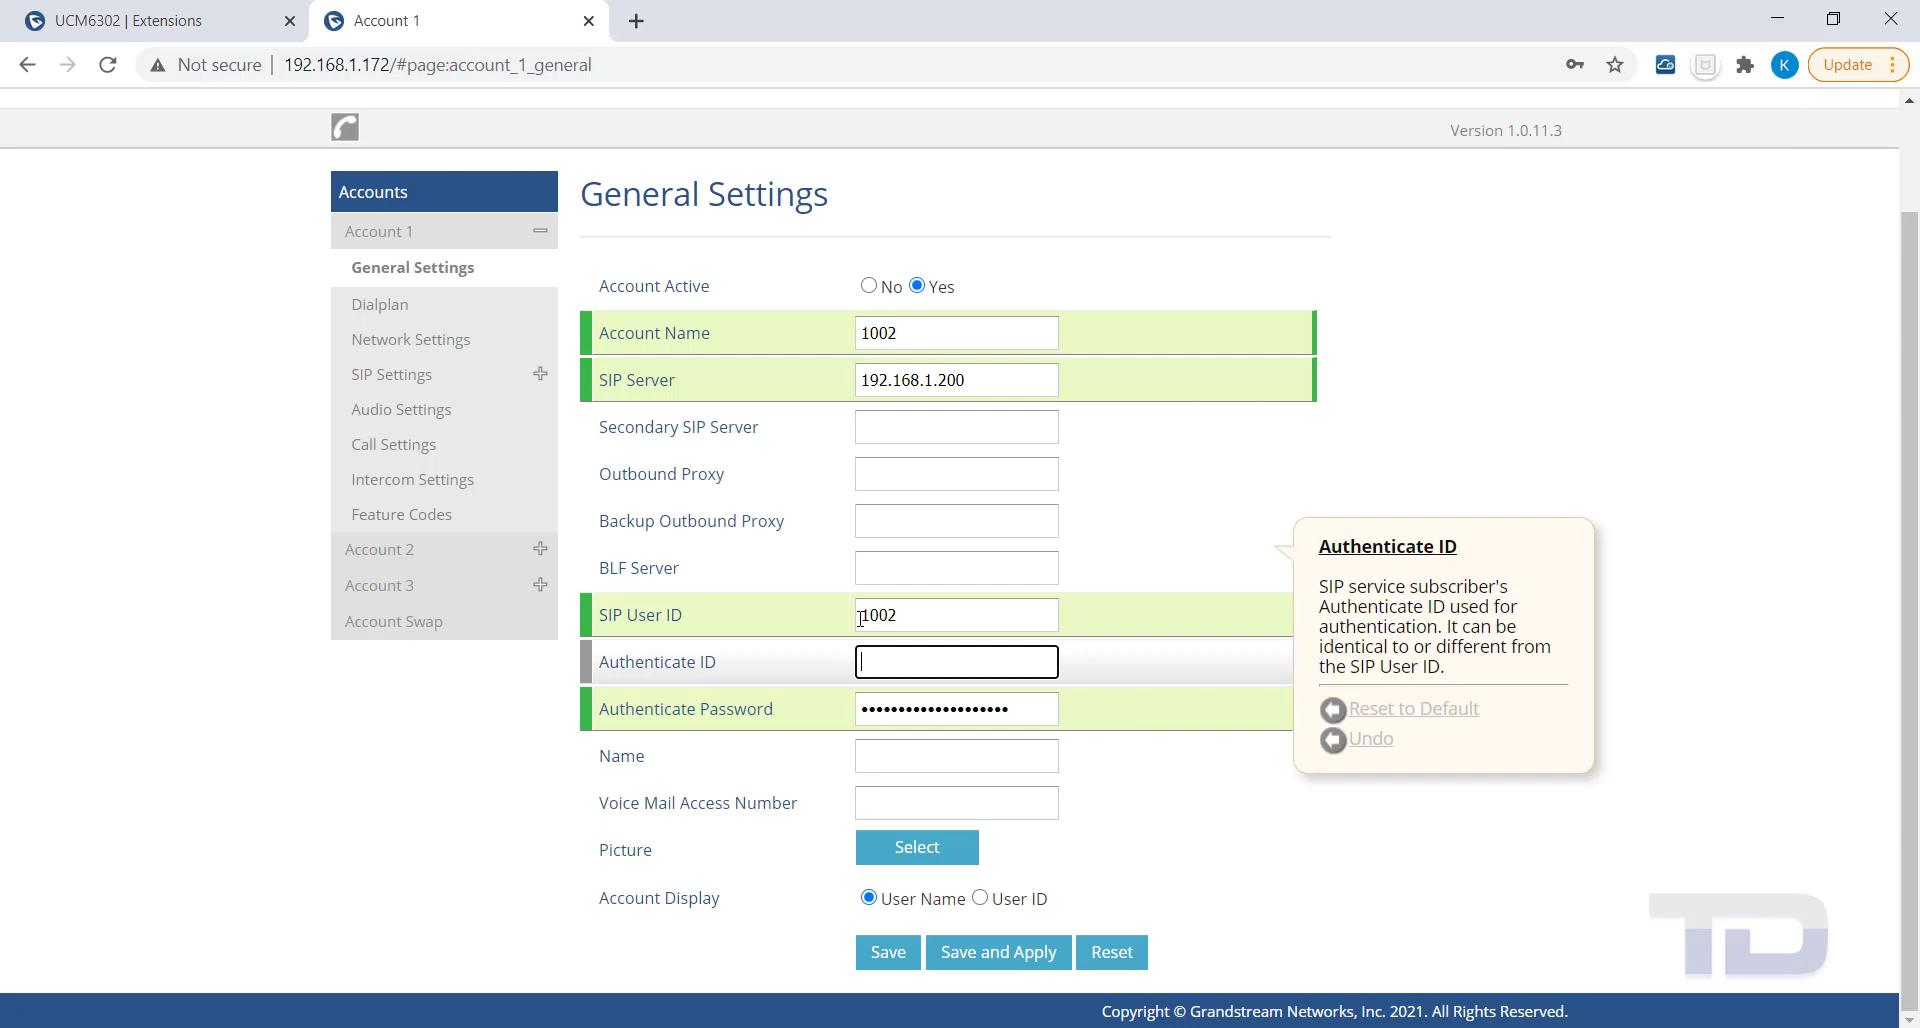 UCM6302 | Extensions
Account 1
Not secure | 192.168.1.172/#page:account_1_general
K
Update
Version 1.0.11.3
Accounts
Account 1
General Settings
Dialplan
Network Settings
SIP Settings
Audio Settings
Call Settings
Intercom Settings
Feature Codes
Account 2
Account 3
Account Swap
General Settings
Account Active No Yes
Account Name 1002
SIP Server 192.168.1.200
Secondary SIP Server
Outbound Proxy
Backup Outbound Proxy
BLF Server
SIP User ID 1002
Authenticate ID
Authenticate Password ••••••••••••••••••••
Name
Voice Mail Access Number
Picture Select
Account Display User Name User ID
Save Save and Apply Reset
Authenticate ID
SIP service subscriber's
Authenticate ID used for
authentication. It can be
identical to or different from
the SIP User ID.
Reset to Default
Undo
TD
Copyright © Grandstream Networks, Inc. 2021. All Rights Reserved.